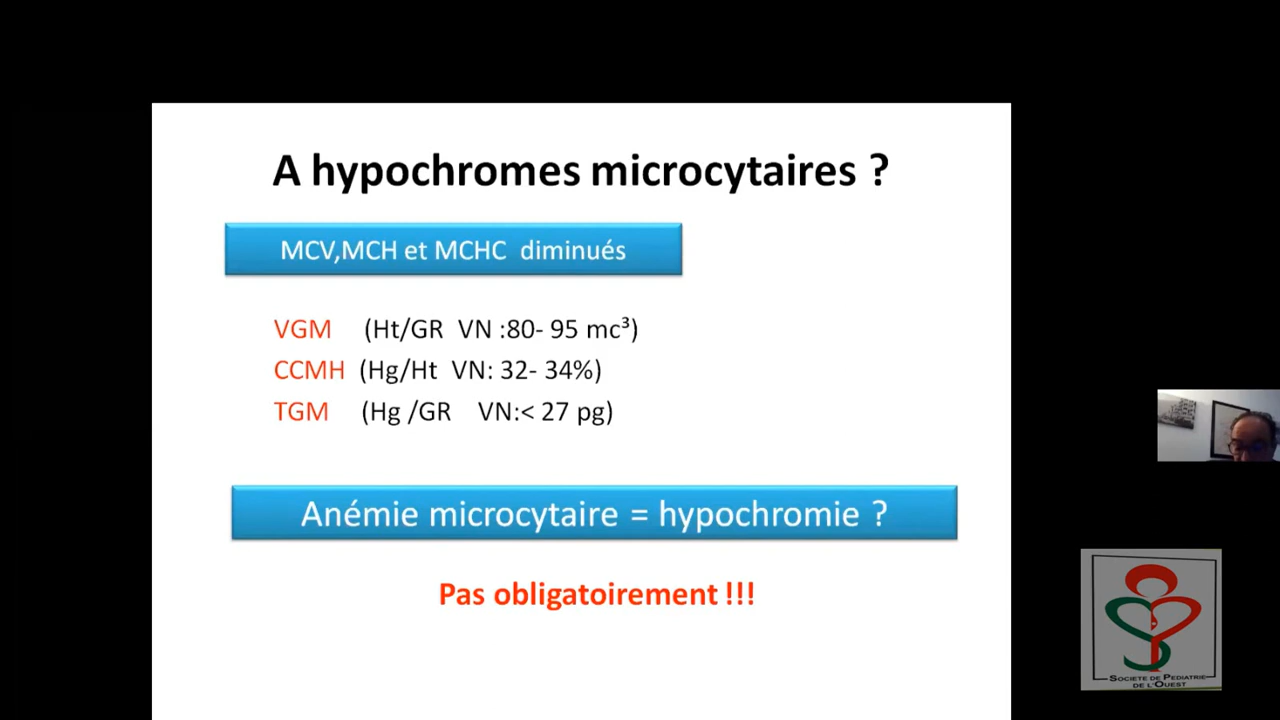 A hypochromes microcytaires ?
MCV,MCH et MCHC diminués
VGM (Ht/GR VN :80- 95 mc³)
CCMH (Hg/Ht VN: 32- 34%)
TGM (Hg /GR VN:< 27 pg)
Anémie microcytaire = hypochromie ?
Pas obligatoirement !!!
SOCIETE DE PEDIATRIE
DE L'OUEST